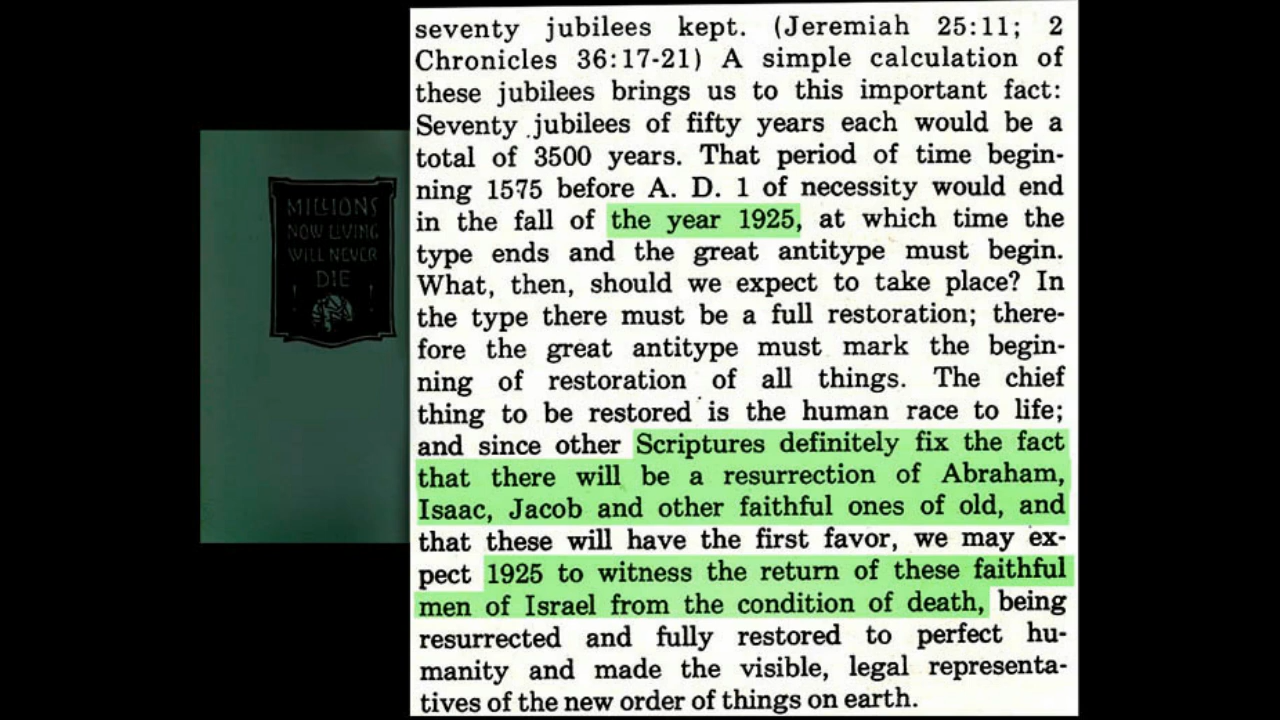 MILLIONS
NOW LIVING
WILL NEVER
DIE
seventy jubilees kept. (Jeremiah 25:11; 2
Chronicles 36:17-21) A simple calculation of
these jubilees brings us to this important fact:
Seventy jubilees of fifty years each would be a
total of 3500 years. That period of time begin-
ning 1575 before A. D. 1 of necessity would end
in the fall of the year 1925, at which time the
type ends and the great antitype must begin.
What, then, should we expect to take place? In
the type there must be a full restoration; there-
fore the great antitype must mark the begin-
ning of restoration of all things. The chief
thing to be restored is the human race to life;
and since other Scriptures definitely fix the fact
that there will be a resurrection of Abraham,
Isaac, Jacob and other faithful ones of old, and
that these will have the first favor, we may ex-
pect 1925 to witness the return of these faithful
men of Israel from the condition of death, being
resurrected and fully restored to perfect hu-
manity and made the visible, legal representa-
tives of the new order of things on earth.